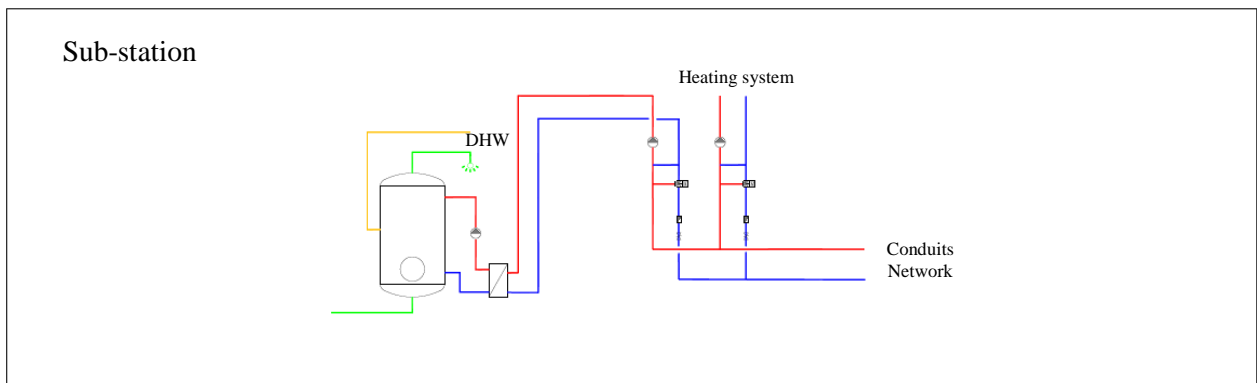 Sub-station
Heating system
DHW
Conduits
Network